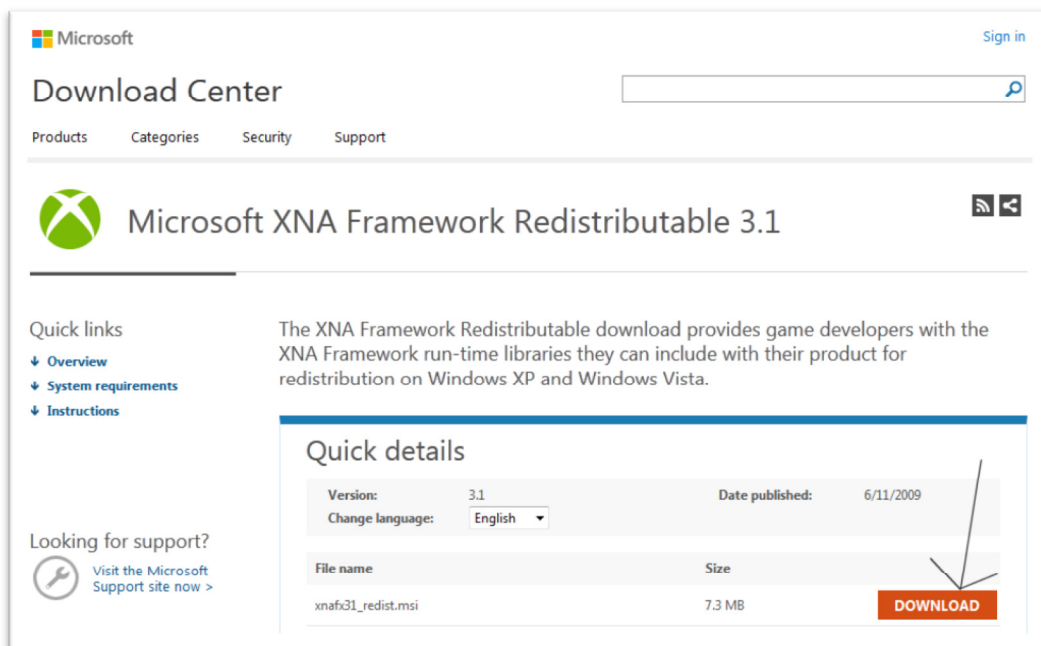 Microsoft
Sign in
Download Center
Products Categories Security Support
Microsoft XNA Framework Redistributable 3.1
Quick links
Overview
System requirements
Instructions
The XNA Framework Redistributable download provides game developers with the
XNA Framework run-time libraries they can include with their product for
redistribution on Windows XP and Windows Vista.
Quick details
Version: 3.1 Date published: 6/11/2009
Change language: English
File name Size
xnafx31_redist.msi 7.3 MB DOWNLOAD
Looking for support?
Visit the Microsoft
Support site now >